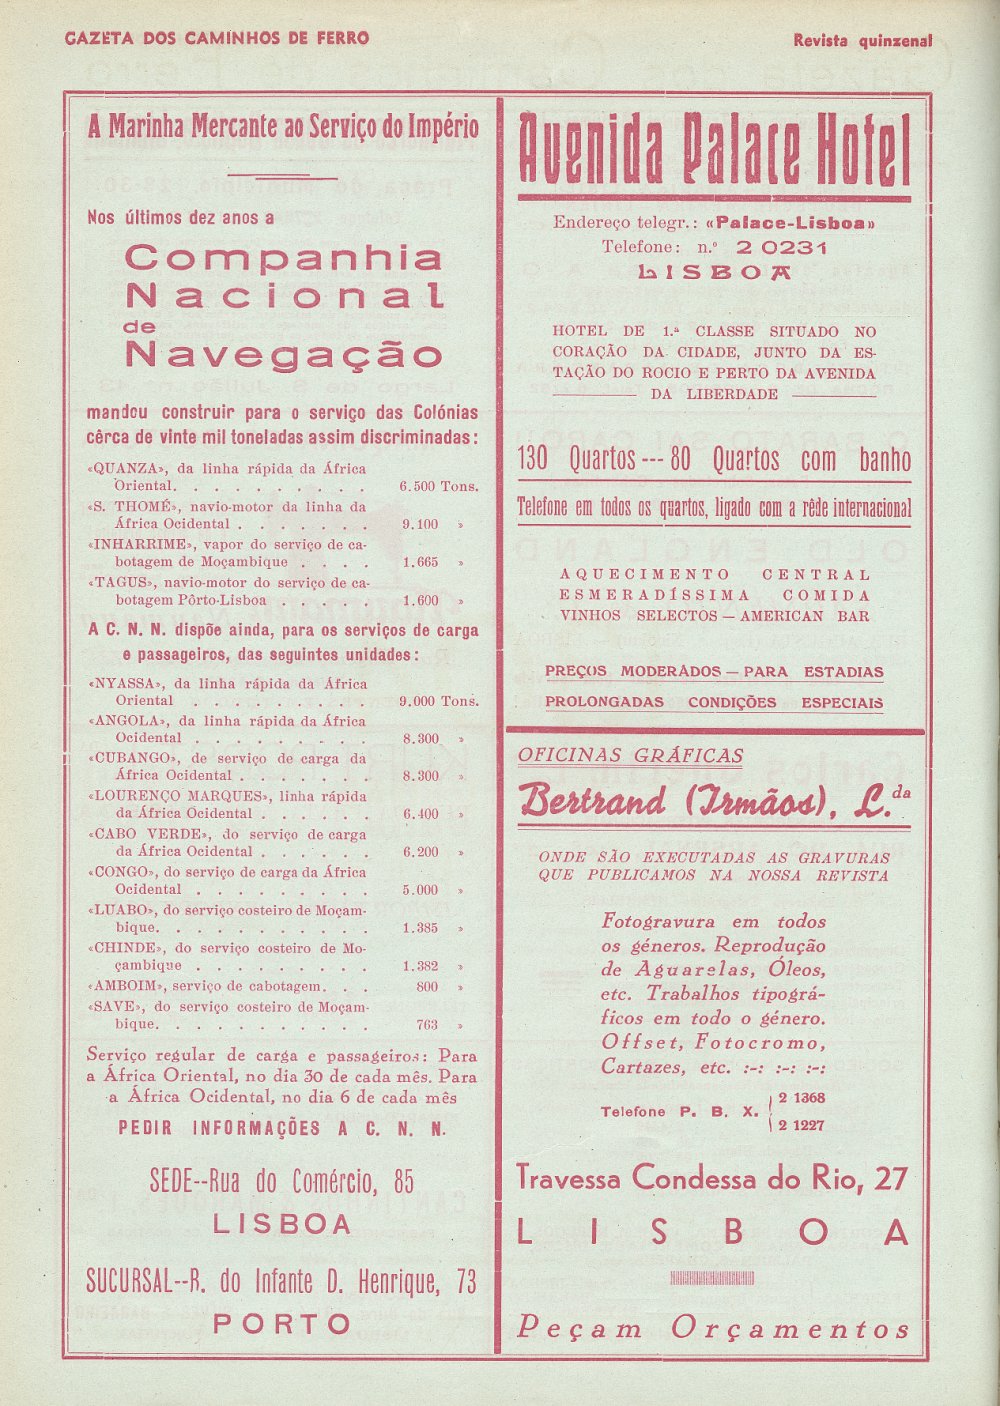 GAZETA DOS CAMINHOS DE FERRO
Revista quinzenal
A Marinha Mercante ao Serviço do Império
Nos últimos dez anos a
Companhia
Nacional
de
Navegação
mandou construir para o serviço das Colónias
cêrca de vinte mil toneladas assim discriminadas:
«QUANZA», da linha rápida da África
Oriental. . . . . . . . . . 6.500 Tons.
«S. THOMÉ», navio-motor da linha da
África Ocidental . . . . . . . 9.100 »
«INHARRIME», vapor do serviço de ca-
botagem de Moçambique . . . . 1.665 »
«TAGUS», navio-motor do serviço de ca-
botagem Pôrto-Lisboa . . . . . 1.600 »
A C. N. N. dispõe ainda, para os serviços de carga
e passageiros, das seguintes unidades:
«NYASSA», da linha rápida da África
Oriental . . . . . . . . . 9.000 Tons.
«ANGOLA», da linha rápida da África
Ocidental . . . . . . . . . 8.300 »
«CUBANGO», de serviço de carga da
África Ocidental . . . . . . . 8.300 »
«LOURENÇO MARQUES», linha rápida
da África Ocidental . . . . . . 6.400 »
«CABO VERDE», do serviço de carga
da África Ocidental . . . . . . 6.200 »
«CONGO», do serviço de carga da África
Ocidental . . . . . . . . . 5.000 »
«LUABO», do serviço costeiro de Moçam-
bique. . . . . . . . . . . 1.385 »
«CHINDE», do serviço costeiro de Mo-
çambique . . . . . . . . . 1.382 »
«AMBOIM», serviço de cabotagem. . . 800 »
«SAVE», do serviço costeiro de Moçam-
bique. . . . . . . . . . . 763 »
Serviço regular de carga e passageiros: Para
a África Oriental, no dia 30 de cada mês. Para
a África Ocidental, no dia 6 de cada mês
PEDIR INFORMAÇÕES A C. N. N.
SEDE--Rua do Comércio, 85
LISBOA
SUCURSAL--R. do Infante D. Henrique, 73
PORTO
Avenida Palace Hotel
Endereço telegr.: «Palace-Lisboa»
Telefone: n.º 2 0231
LISBOA
HOTEL DE 1.ª CLASSE SITUADO NO
CORAÇÃO DA CIDADE, JUNTO DA ES-
TAÇÃO DO ROCIO E PERTO DA AVENIDA
DA LIBERDADE
130 Quartos --- 80 Quartos com banho
Telefone em todos os quartos, ligado com a rêde internacional
AQUECIMENTO CENTRAL
ESMERADÍSSIMA COMIDA
VINHOS SELECTOS — AMERICAN BAR
PREÇOS MODERADOS — PARA ESTADIAS
PROLONGADAS CONDIÇÕES ESPECIAIS
OFICINAS GRÁFICAS
Bertrand (Irmãos), L.da
ONDE SÃO EXECUTADAS AS GRAVURAS
QUE PUBLICAMOS NA NOSSA REVISTA
Fotogravura em todos
os géneros. Reprodução
de Aguarelas, Óleos,
etc. Trabalhos tipográ-
ficos em todo o género.
Offset, Fotocromo,
Cartazes, etc. :-: :-: :-:
Telefone P. B. X. { 2 1368
2 1227
Travessa Condessa do Rio, 27
LISBOA
Peçam Orçamentos